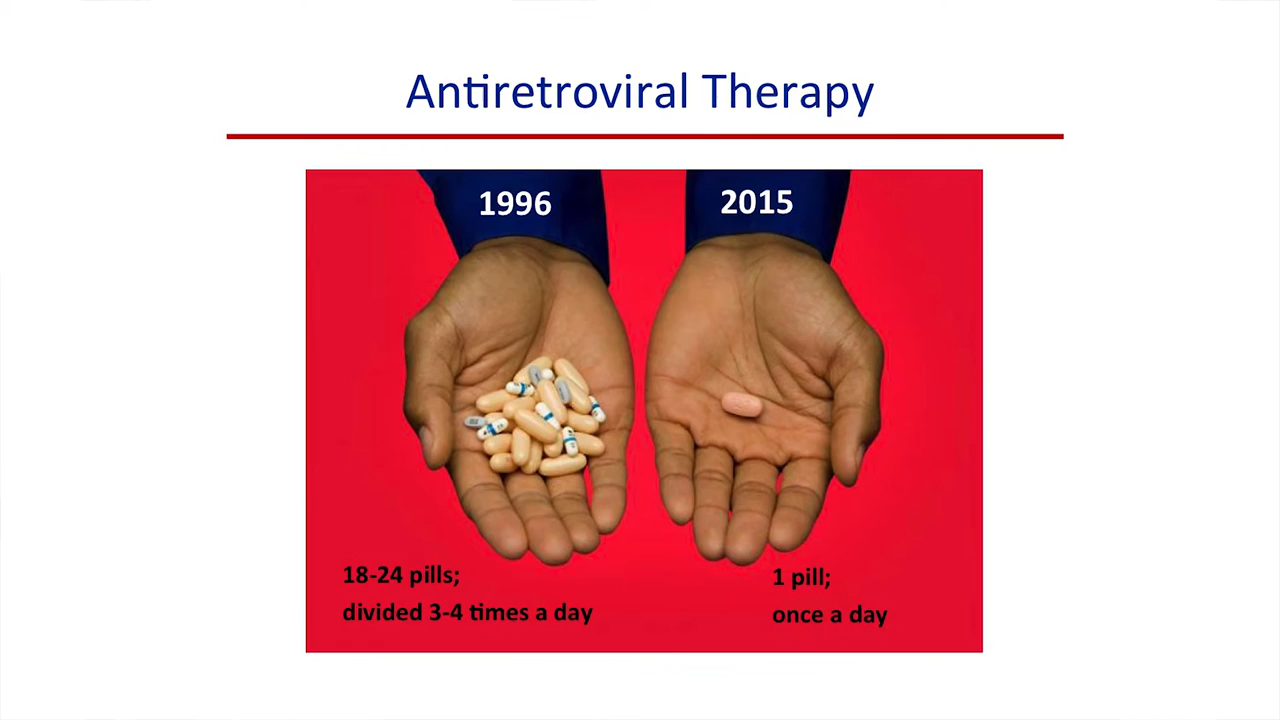 Antiretroviral Therapy
1996
2015
18-24 pills;
divided 3-4 times a day
1 pill;
once a day